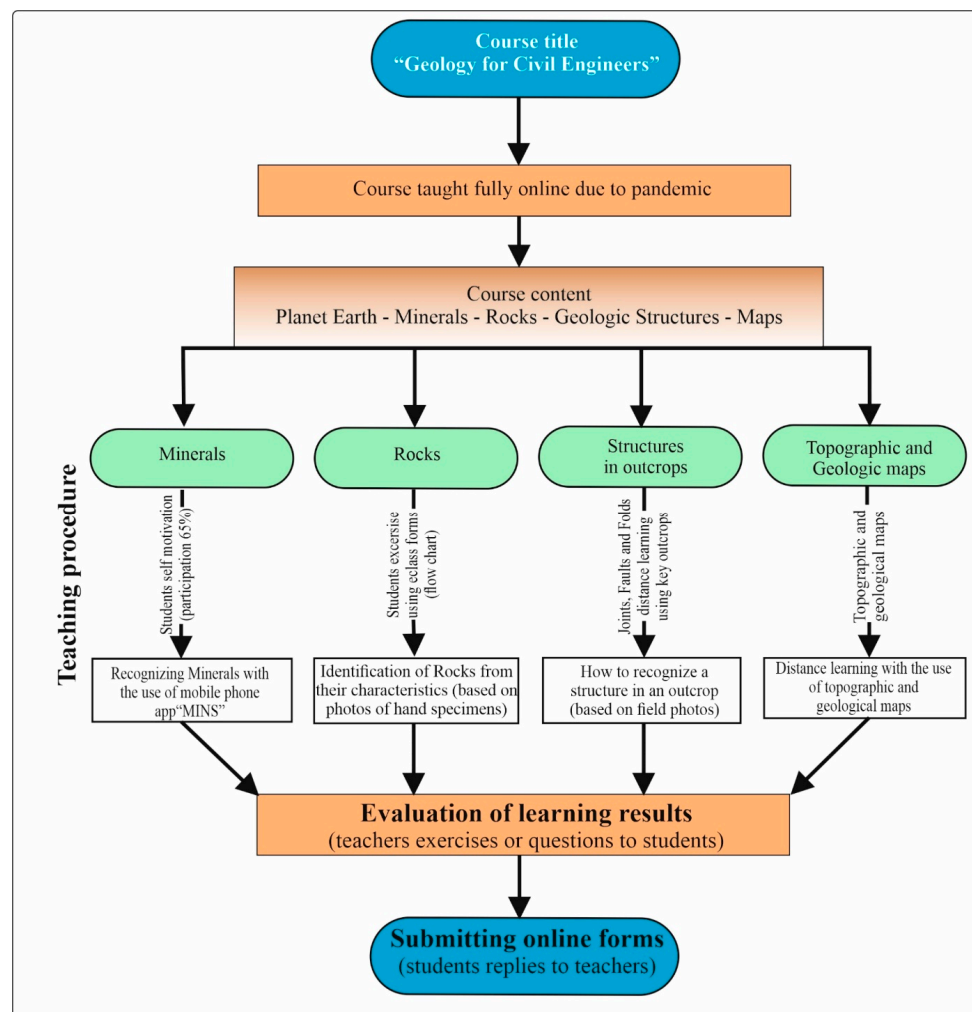 Course title
“Geology for Civil Engineers”
Course taught fully online due to pandemic
Course content
Planet Earth - Minerals - Rocks - Geologic Structures - Maps
Teaching procedure
Minerals
Rocks
Structures
in outcrops
Topographic and
Geologic maps
Students self motivation
(participation 65%)
Students excersise
using eclass forms
(flow chart)
Joints, Faults and Folds
distance learning
using key outcrops
Topographic and
geological maps
Recognizing Minerals with
the use of mobile phone
app“MINS”
Identification of Rocks from
their characteristics (based on
photos of hand specimens)
How to recognize a
structure in an outcrop
(based on field photos)
Distance learning with the use
of topographic and
geological maps
Evaluation of learning results
(teachers exercises or questions to students)
Submitting online forms
(students replies to teachers)